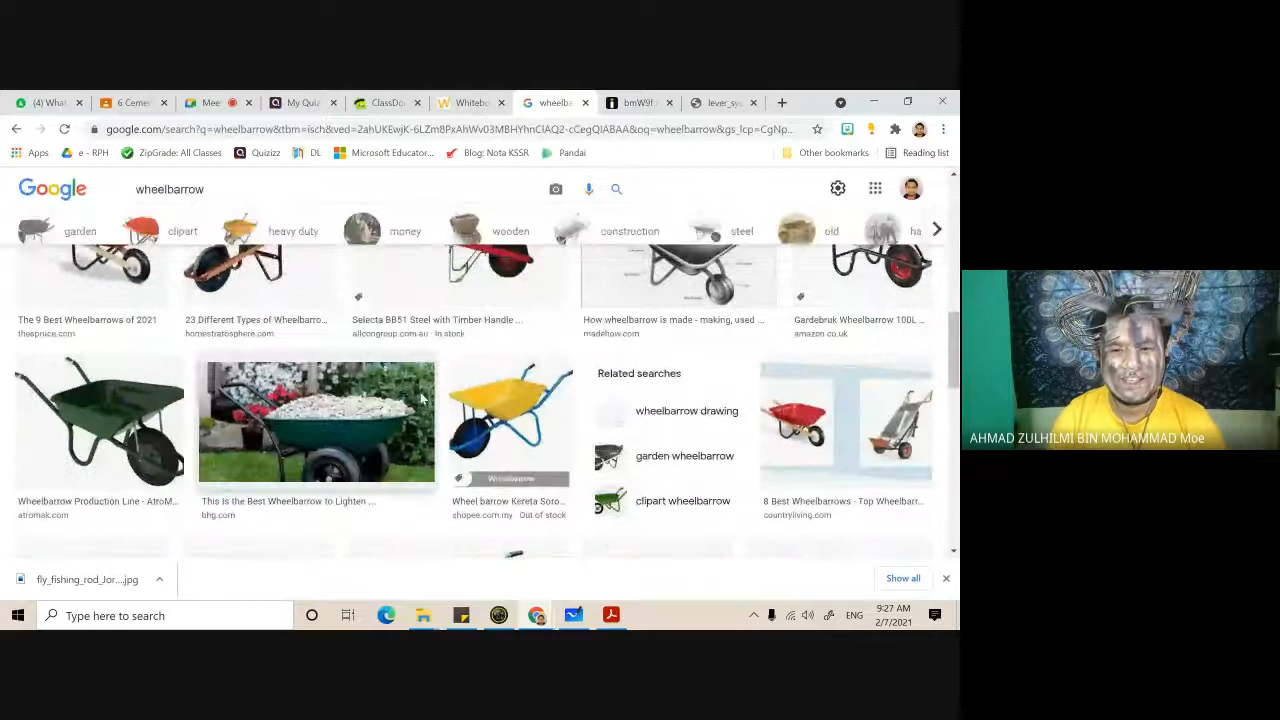 (4) What
6 Cemer
Mee
My Qui
ClassDo
Whitebo
wheelba
bmW9f
lever_sy
google.com/search?q=wheelbarrow&tbm=isch&ved=2ahUKEwjK-6LZm8PxAhWv03MBHYhnClAQ2-cCegQIABAA&oq=wheelbarrow&gs_lcp=CgNp...
Apps
e - RPH
ZipGrade: All Classes
Quizizz
DL
Microsoft Educator...
Blog: Nota KSSR
Pandai
Other bookmarks
Reading list
Google
wheelbarrow
garden
clipart
heavy duty
money
wooden
construction
steel
old
ha
The 9 Best Wheelbarrows of 2021
thespruce.com
23 Different Types of Wheelbarro...
homestratosphere.com
Selecta BB51 Steel with Timber Handle ...
allcongroup.com.au · In stock
How wheelbarrow is made - making, used ...
madehow.com
Gardebruk Wheelbarrow 100L ...
amazon.co.uk
Related searches
wheelbarrow drawing
garden wheelbarrow
clipart wheelbarrow
Wheelbarrow
Wheelbarrow Production Line - AtroM...
atromak.com
This Is the Best Wheelbarrow to Lighten ...
bhg.com
Wheel barrow Kereta Soro...
shopee.com.my · Out of stock
8 Best Wheelbarrows - Top Wheelbarr...
countryliving.com
AHMAD ZULHILMI BIN MOHAMMAD Moe
fly_fishing_rod_Jor....jpg
Show all
Type here to search
ENG
9:27 AM
2/7/2021